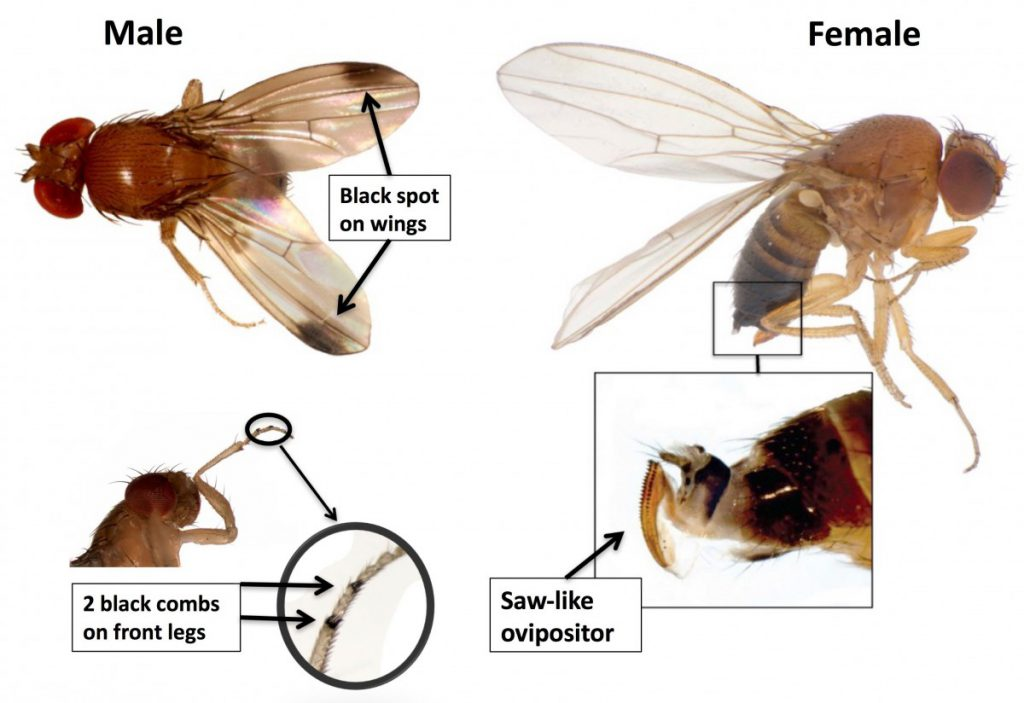 Male
Female
Black spot
on wings
2 black combs
on front legs
Saw-like
ovipositor